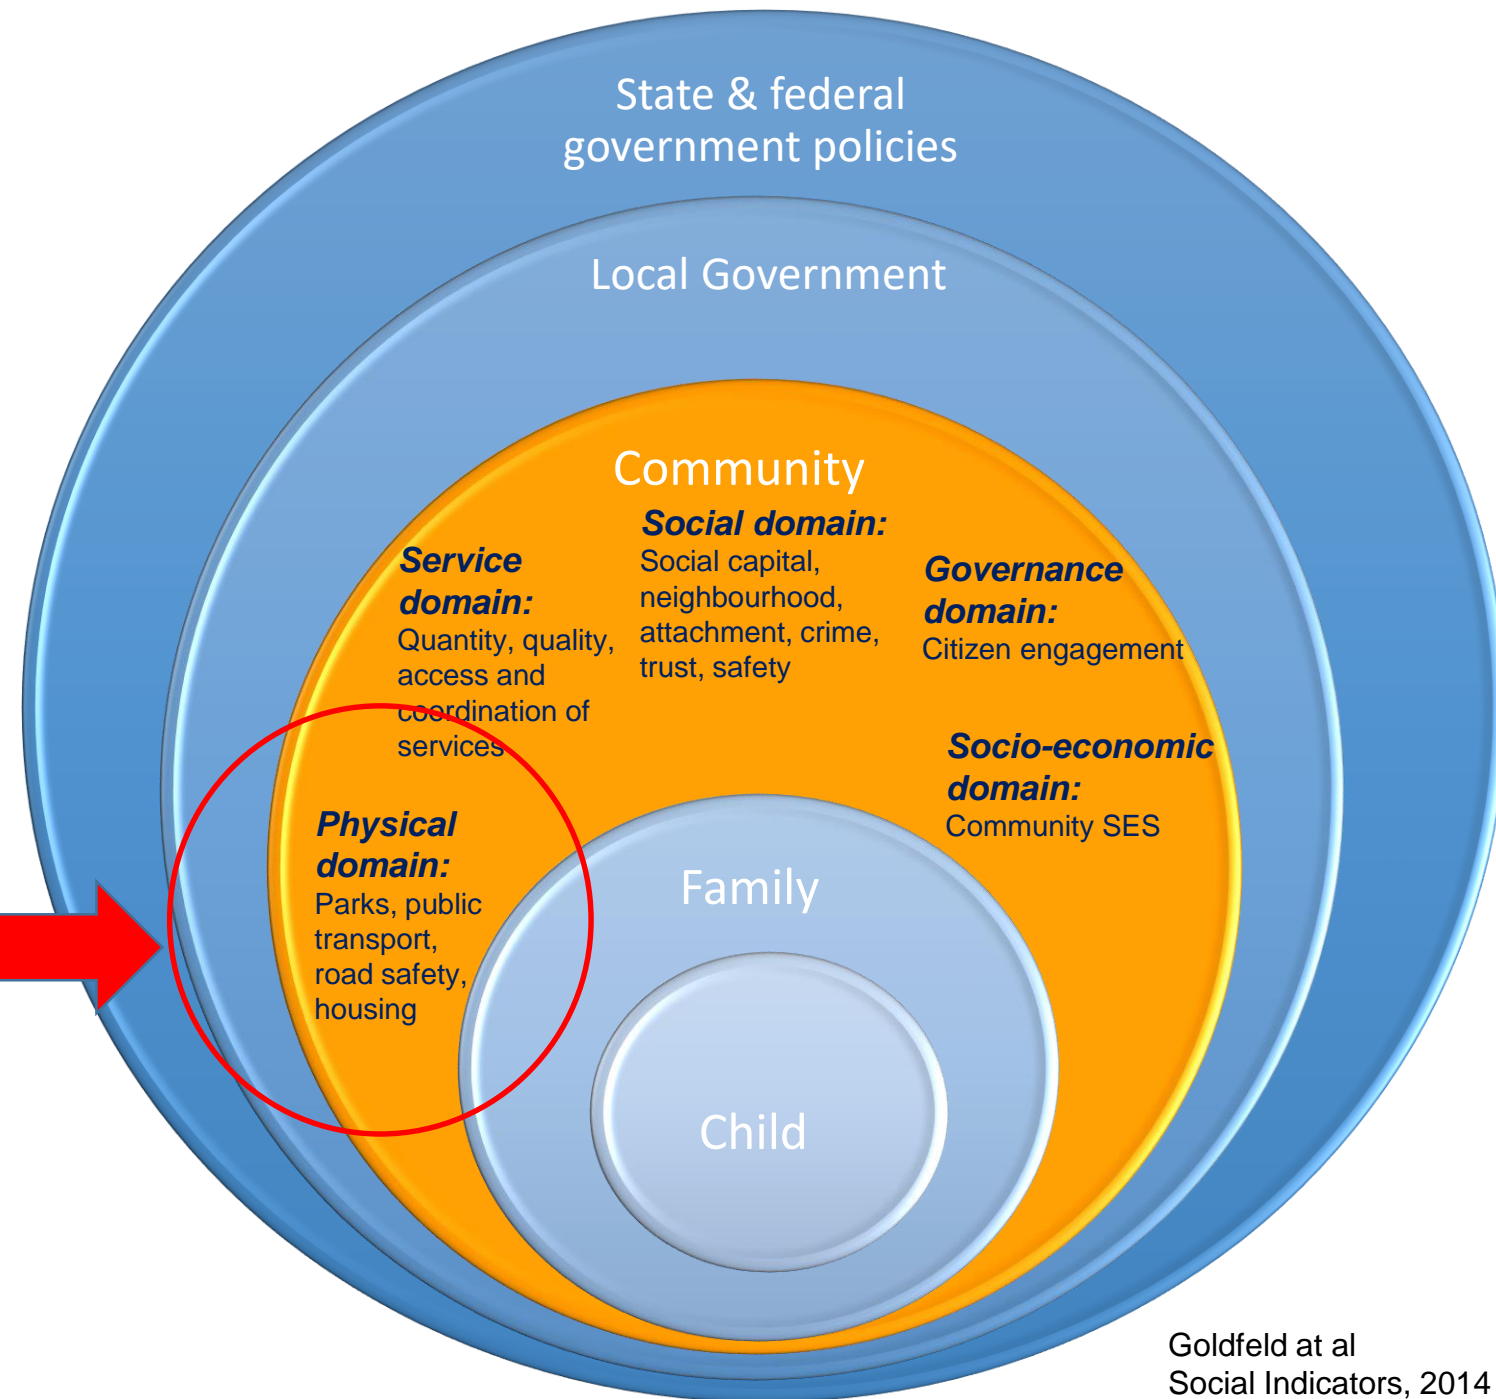 State & federal
government policies
Local Government
Community
Service
domain:
Quantity, quality,
access and
coordination of
services
Social domain:
Social capital,
neighbourhood,
attachment, crime,
trust, safety
Governance
domain:
Citizen engagement
Socio-economic
domain:
Community SES
Physical
domain:
Parks, public
transport,
road safety,
housing
Family
Child
Goldfeld at al
Social Indicators, 2014